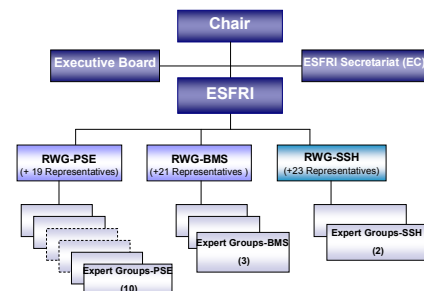 Chair
Executive Board
ESFRI Secretariat (EC)
ESFRI
RWG-PSE
(+ 19 Representatives)
RWG-BMS
(+21 Representatives )
RWG-SSH
(+23 Representatives)
Expert Groups-PSE
(10)
Expert Groups-BMS
(3)
Expert Groups-SSH
(2)